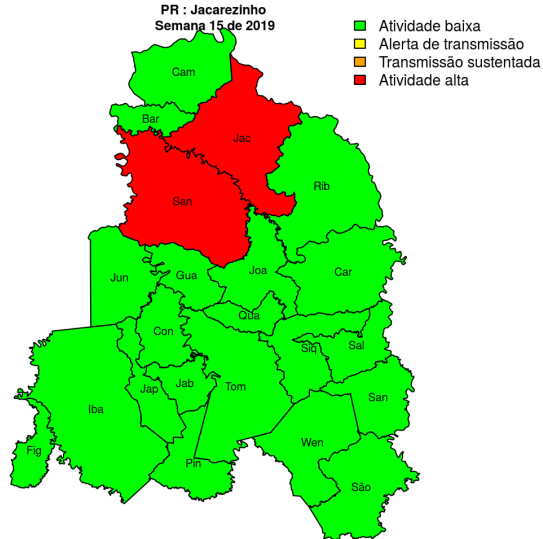 PR : Jacarezinho
Semana 15 de 2019
Atividade baixa
Alerta de transmissão
Transmissão sustentada
Atividade alta
Cam
Bar
Jac
Rib
San
Jun
Gua
Joa
Car
Qua
Con
Siq
Sal
Jap
Jab
Tom
San
Iba
Wen
Fig
Pin
São